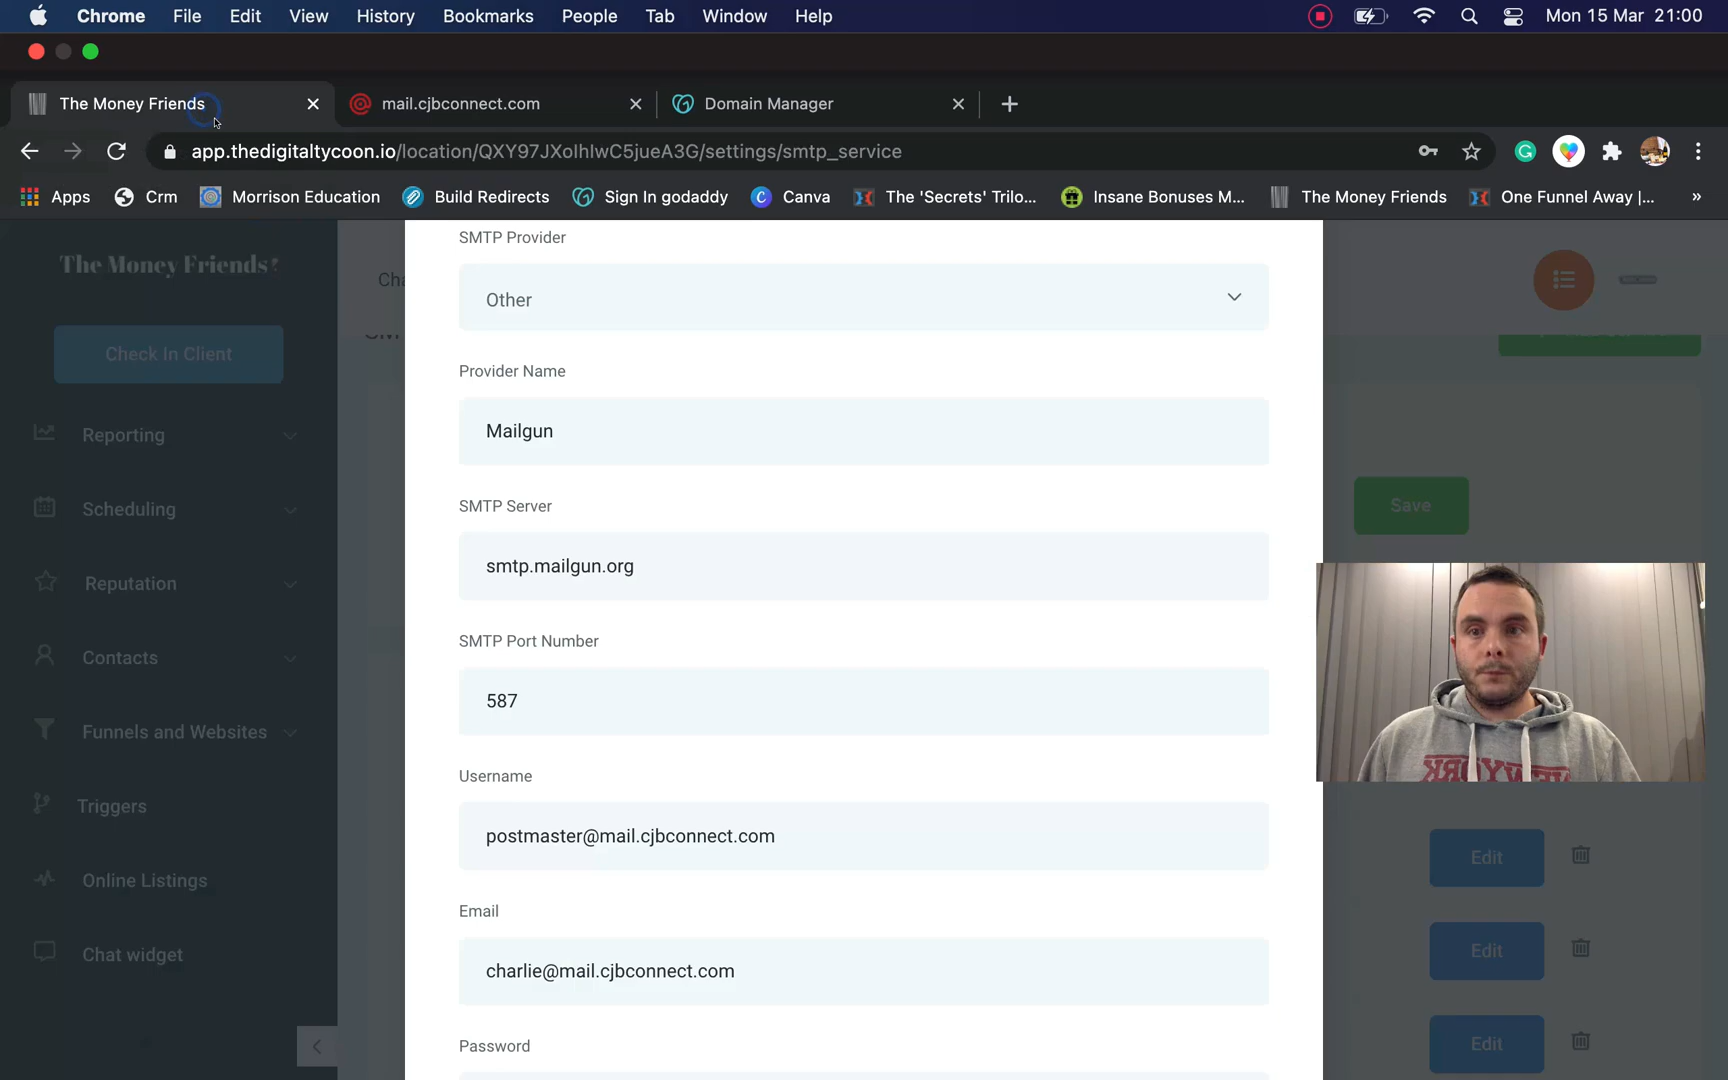 Chrome File Edit View History Bookmarks People Tab Window Help Mon 15 Mar 21:00
The Money Friends mail.cjbconnect.com Domain Manager
app.thedigitaltycoon.io/location/QXY97JXolhIwC5jueA3G/settings/smtp_service
Apps Crm Morrison Education Build Redirects Sign In godaddy Canva The 'Secrets' Trilo... Insane Bonuses M... The Money Friends One Funnel Away |... »
The Money Friends
Check In Client
Reporting
Scheduling
Reputation
Contacts
Funnels and Websites
Triggers
Online Listings
Chat widget
SMTP Provider
Other
Provider Name
Mailgun
SMTP Server
smtp.mailgun.org
SMTP Port Number
587
Username
postmaster@mail.cjbconnect.com
Email
charlie@mail.cjbconnect.com
Password
Save
NEW YORK
Edit
Edit
Edit